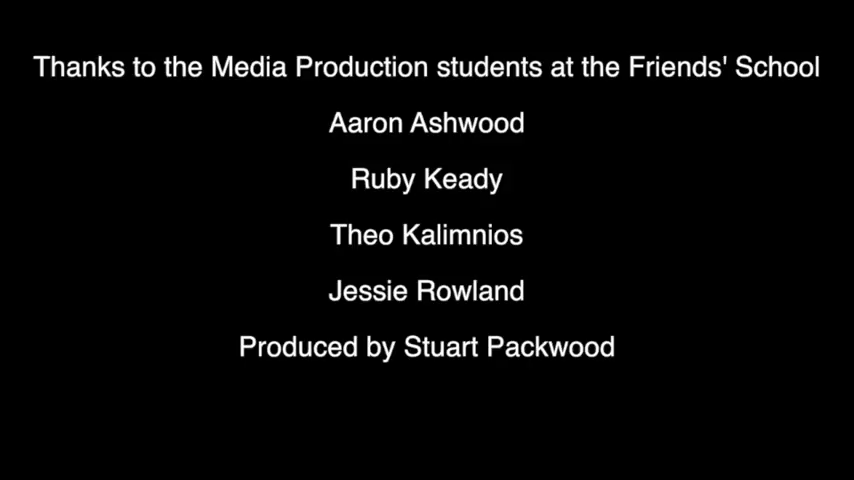 Thanks to the Media Production students at the Friends' School
Aaron Ashwood
Ruby Keady
Theo Kalimnios
Jessie Rowland
Produced by Stuart Packwood